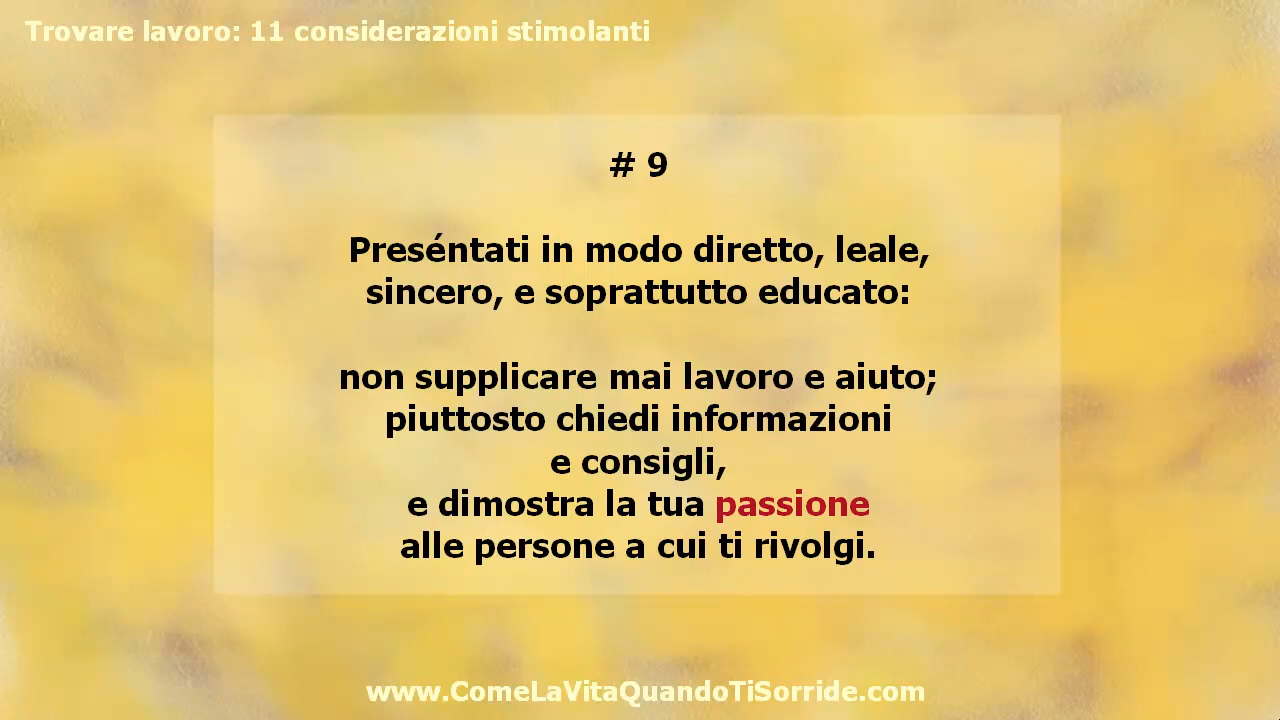 Trovare lavoro: 11 considerazioni stimolanti
# 9
Preséntati in modo diretto, leale,
sincero, e soprattutto educato:
non supplicare mai lavoro e aiuto;
piuttosto chiedi informazioni
e consigli,
e dimostra la tua passione
alle persone a cui ti rivolgi.
www.ComeLaVitaQuandoTiSorride.com